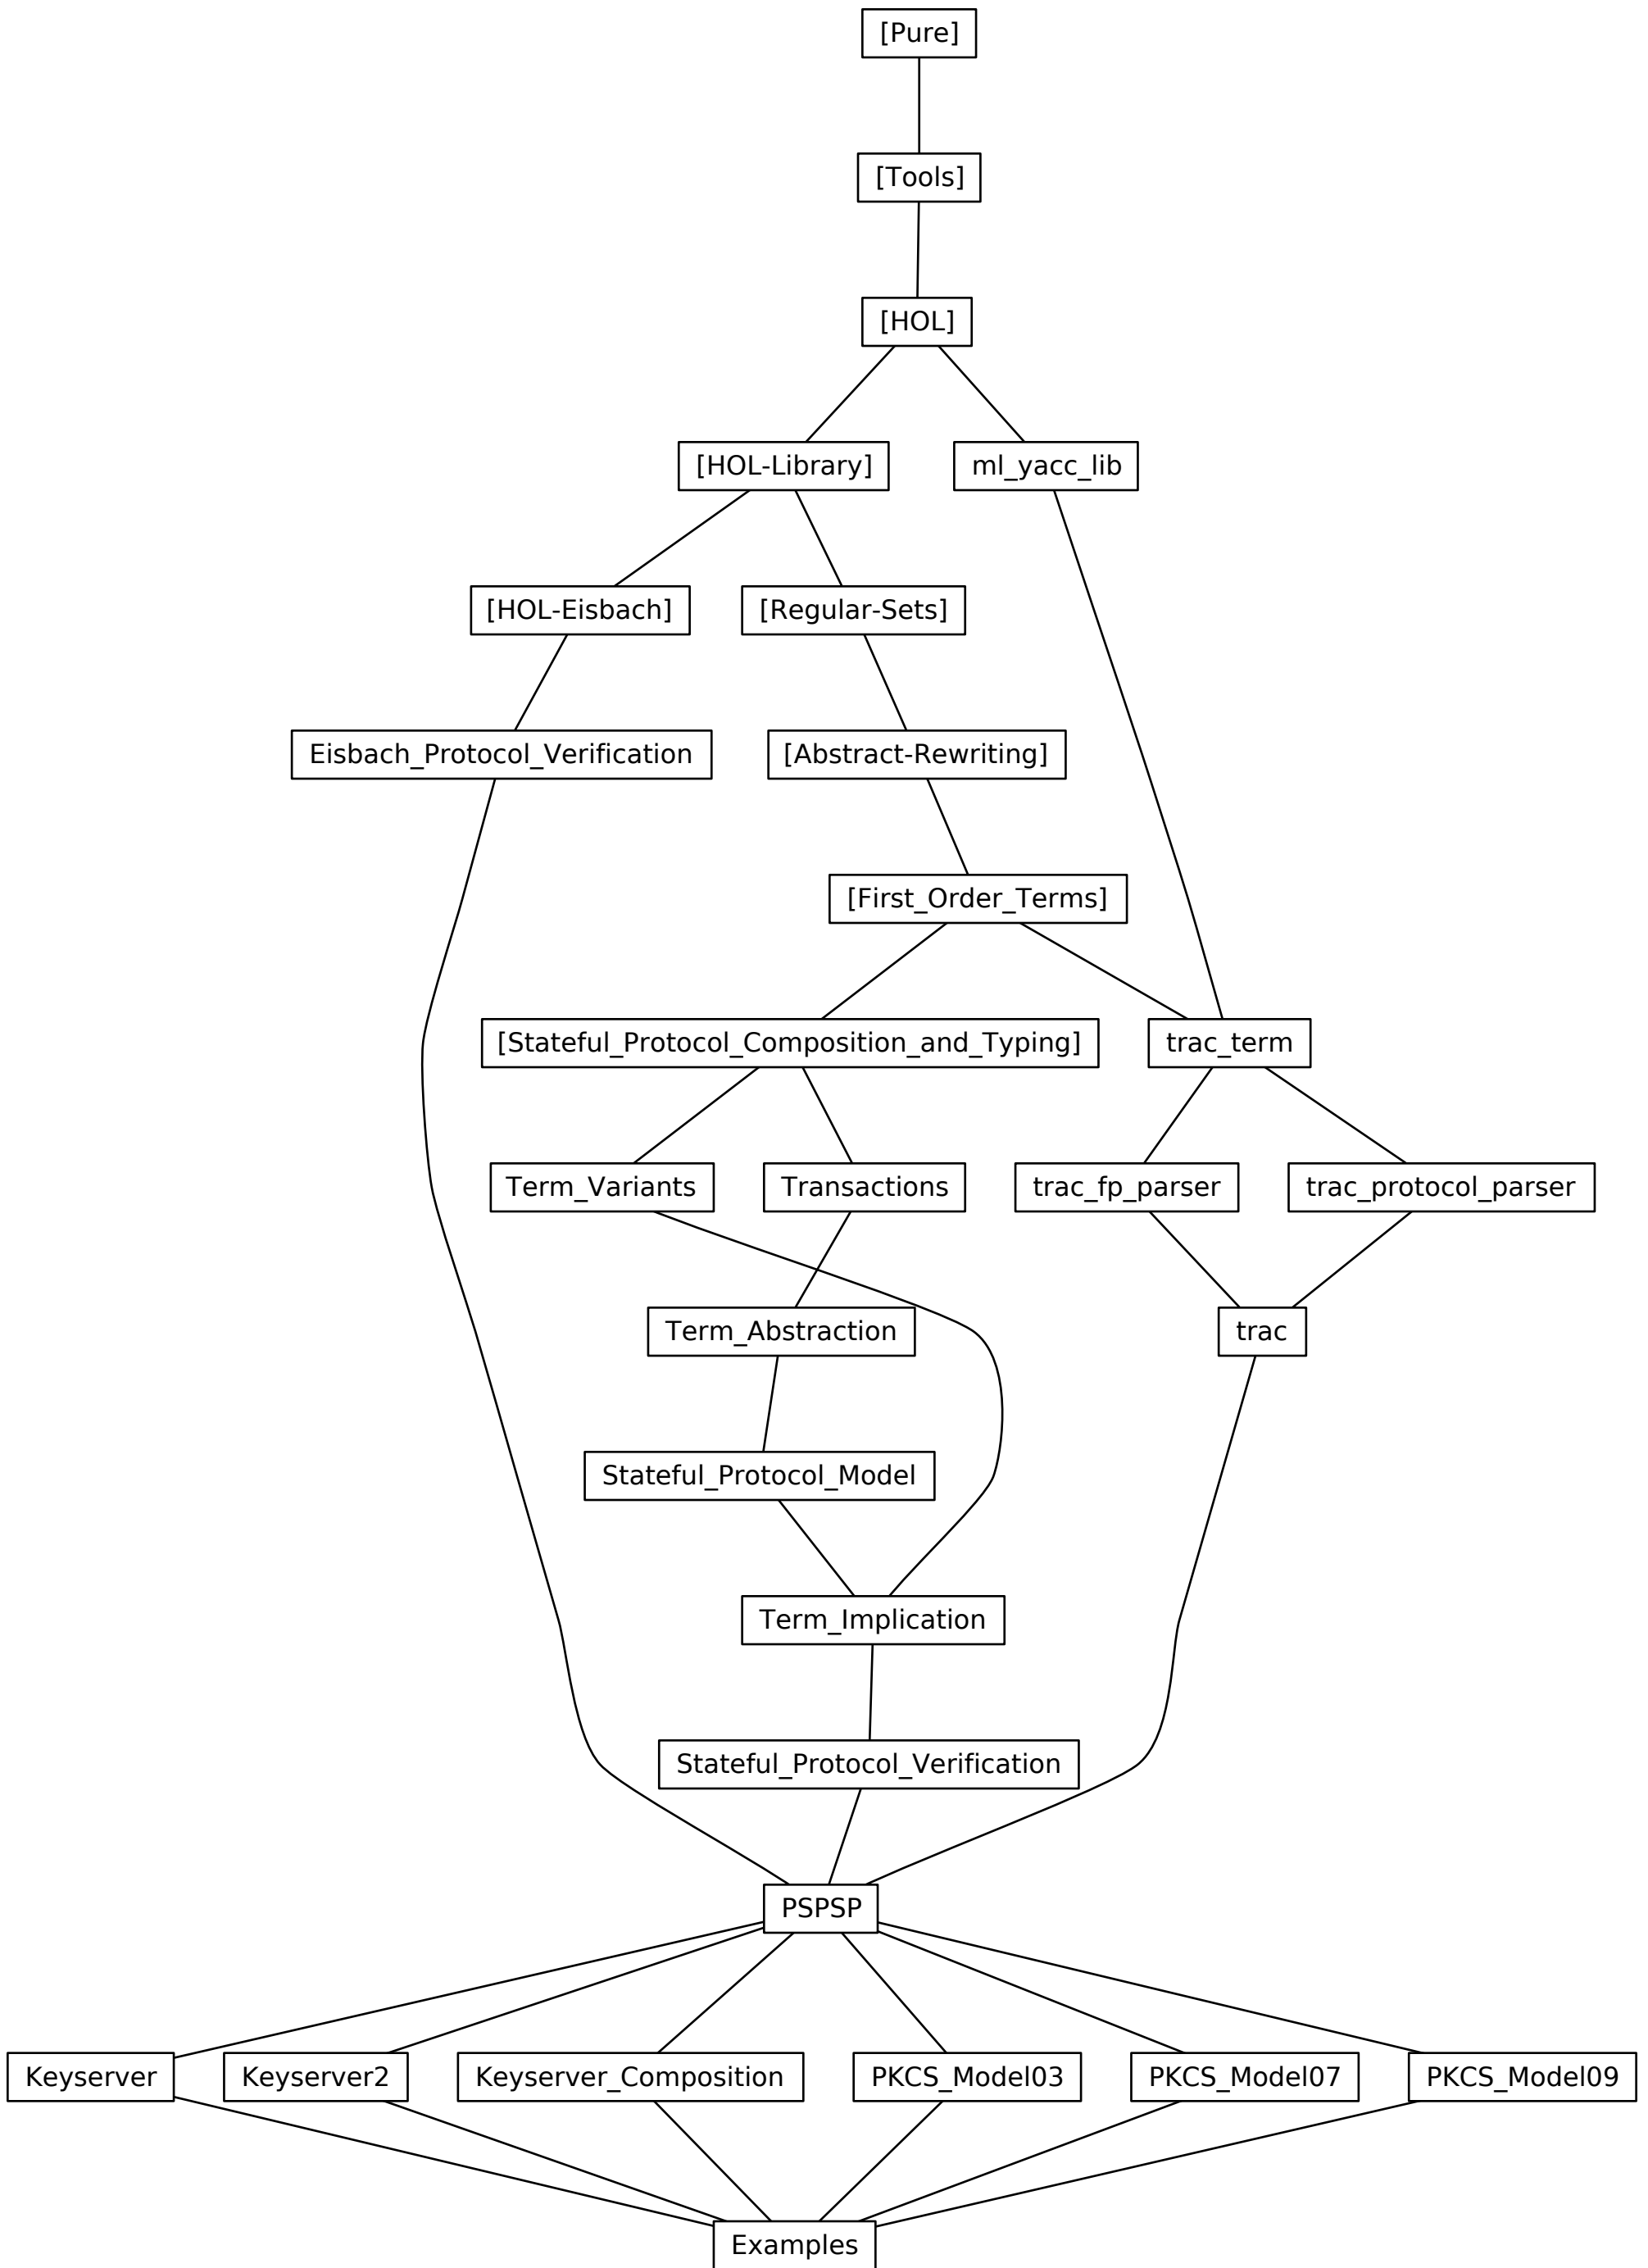 [Pure]
[Tools]
[HOL]
[HOL-Library]
ml_yacc_lib
[HOL-Eisbach]
[Regular-Sets]
Eisbach_Protocol_Verification
[Abstract-Rewriting]
[First_Order_Terms]
[Stateful_Protocol_Composition_and_Typing]
trac_term
Term_Variants
Transactions
trac_fp_parser
trac_protocol_parser
Term_Abstraction
trac
Stateful_Protocol_Model
Term_Implication
Stateful_Protocol_Verification
PSPSP
Keyserver
Keyserver2
Keyserver_Composition
PKCS_Model03
PKCS_Model07
PKCS_Model09
Examples